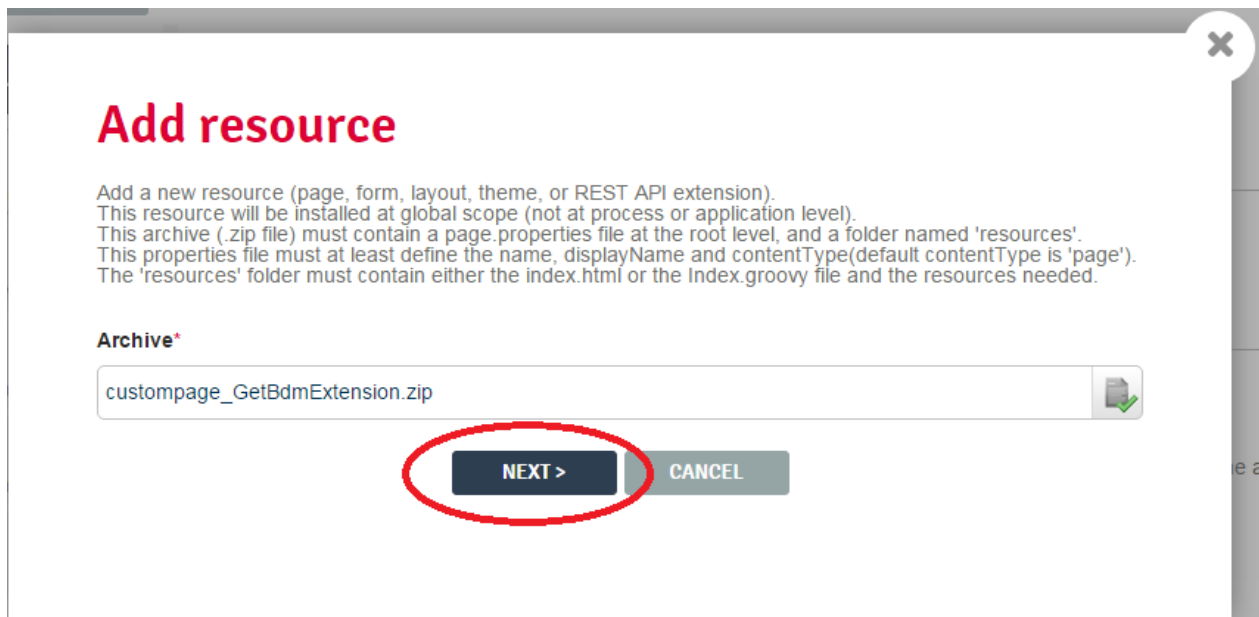 Add resource
Add a new resource (page, form, layout, theme, or REST API extension).
This resource will be installed at global scope (not at process or application level).
This archive (.zip file) must contain a page.properties file at the root level, and a folder named 'resources'.
This properties file must at least define the name, displayName and contentType(default contentType is 'page').
The 'resources' folder must contain either the index.html or the Index.groovy file and the resources needed.
Archive*
custompage_GetBdmExtension.zip
NEXT > CANCEL